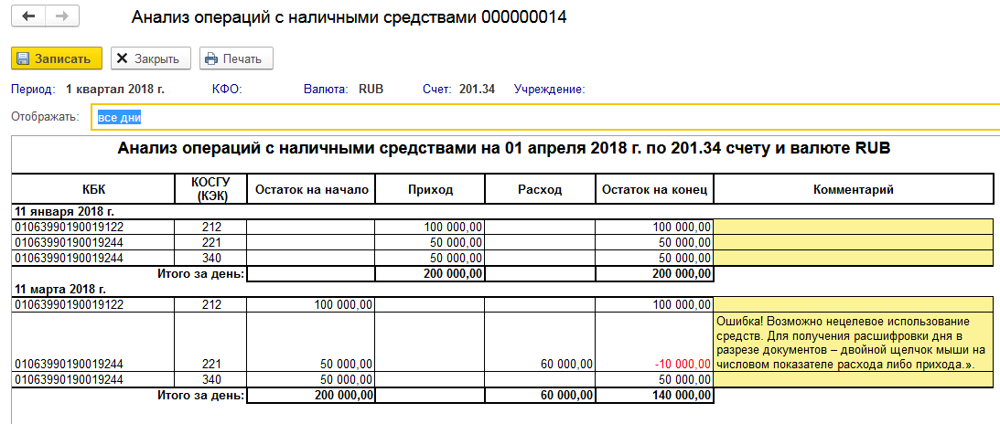 Анализ операций с наличными средствами 000000014
Записать Закрыть Печать
Период: 1 квартал 2018 г. КФО: Валюта: RUB Счет: 201.34 Учреждение:
Отображать: все дни
Анализ операций с наличными средствами на 01 апреля 2018 г. по 201.34 счету и валюте RUB
КБК КОСГУ (КЭК) Остаток на начало Приход Расход Остаток на конец Комментарий
11 января 2018 г.
01063990190019122 212 100 000,00 100 000,00
01063990190019244 221 50 000,00 50 000,00
01063990190019244 340 50 000,00 50 000,00
Итого за день: 200 000,00 200 000,00
11 марта 2018 г.
01063990190019122 212 100 000,00 100 000,00
Ошибка! Возможно нецелевое использование
средств. Для получения расшифровки дня в
разрезе документов – двойной щелчок мыши на
01063990190019244 221 50 000,00 60 000,00 -10 000,00 числовом показателе расхода либо прихода.».
01063990190019244 340 50 000,00 50 000,00
Итого за день: 200 000,00 60 000,00 140 000,00